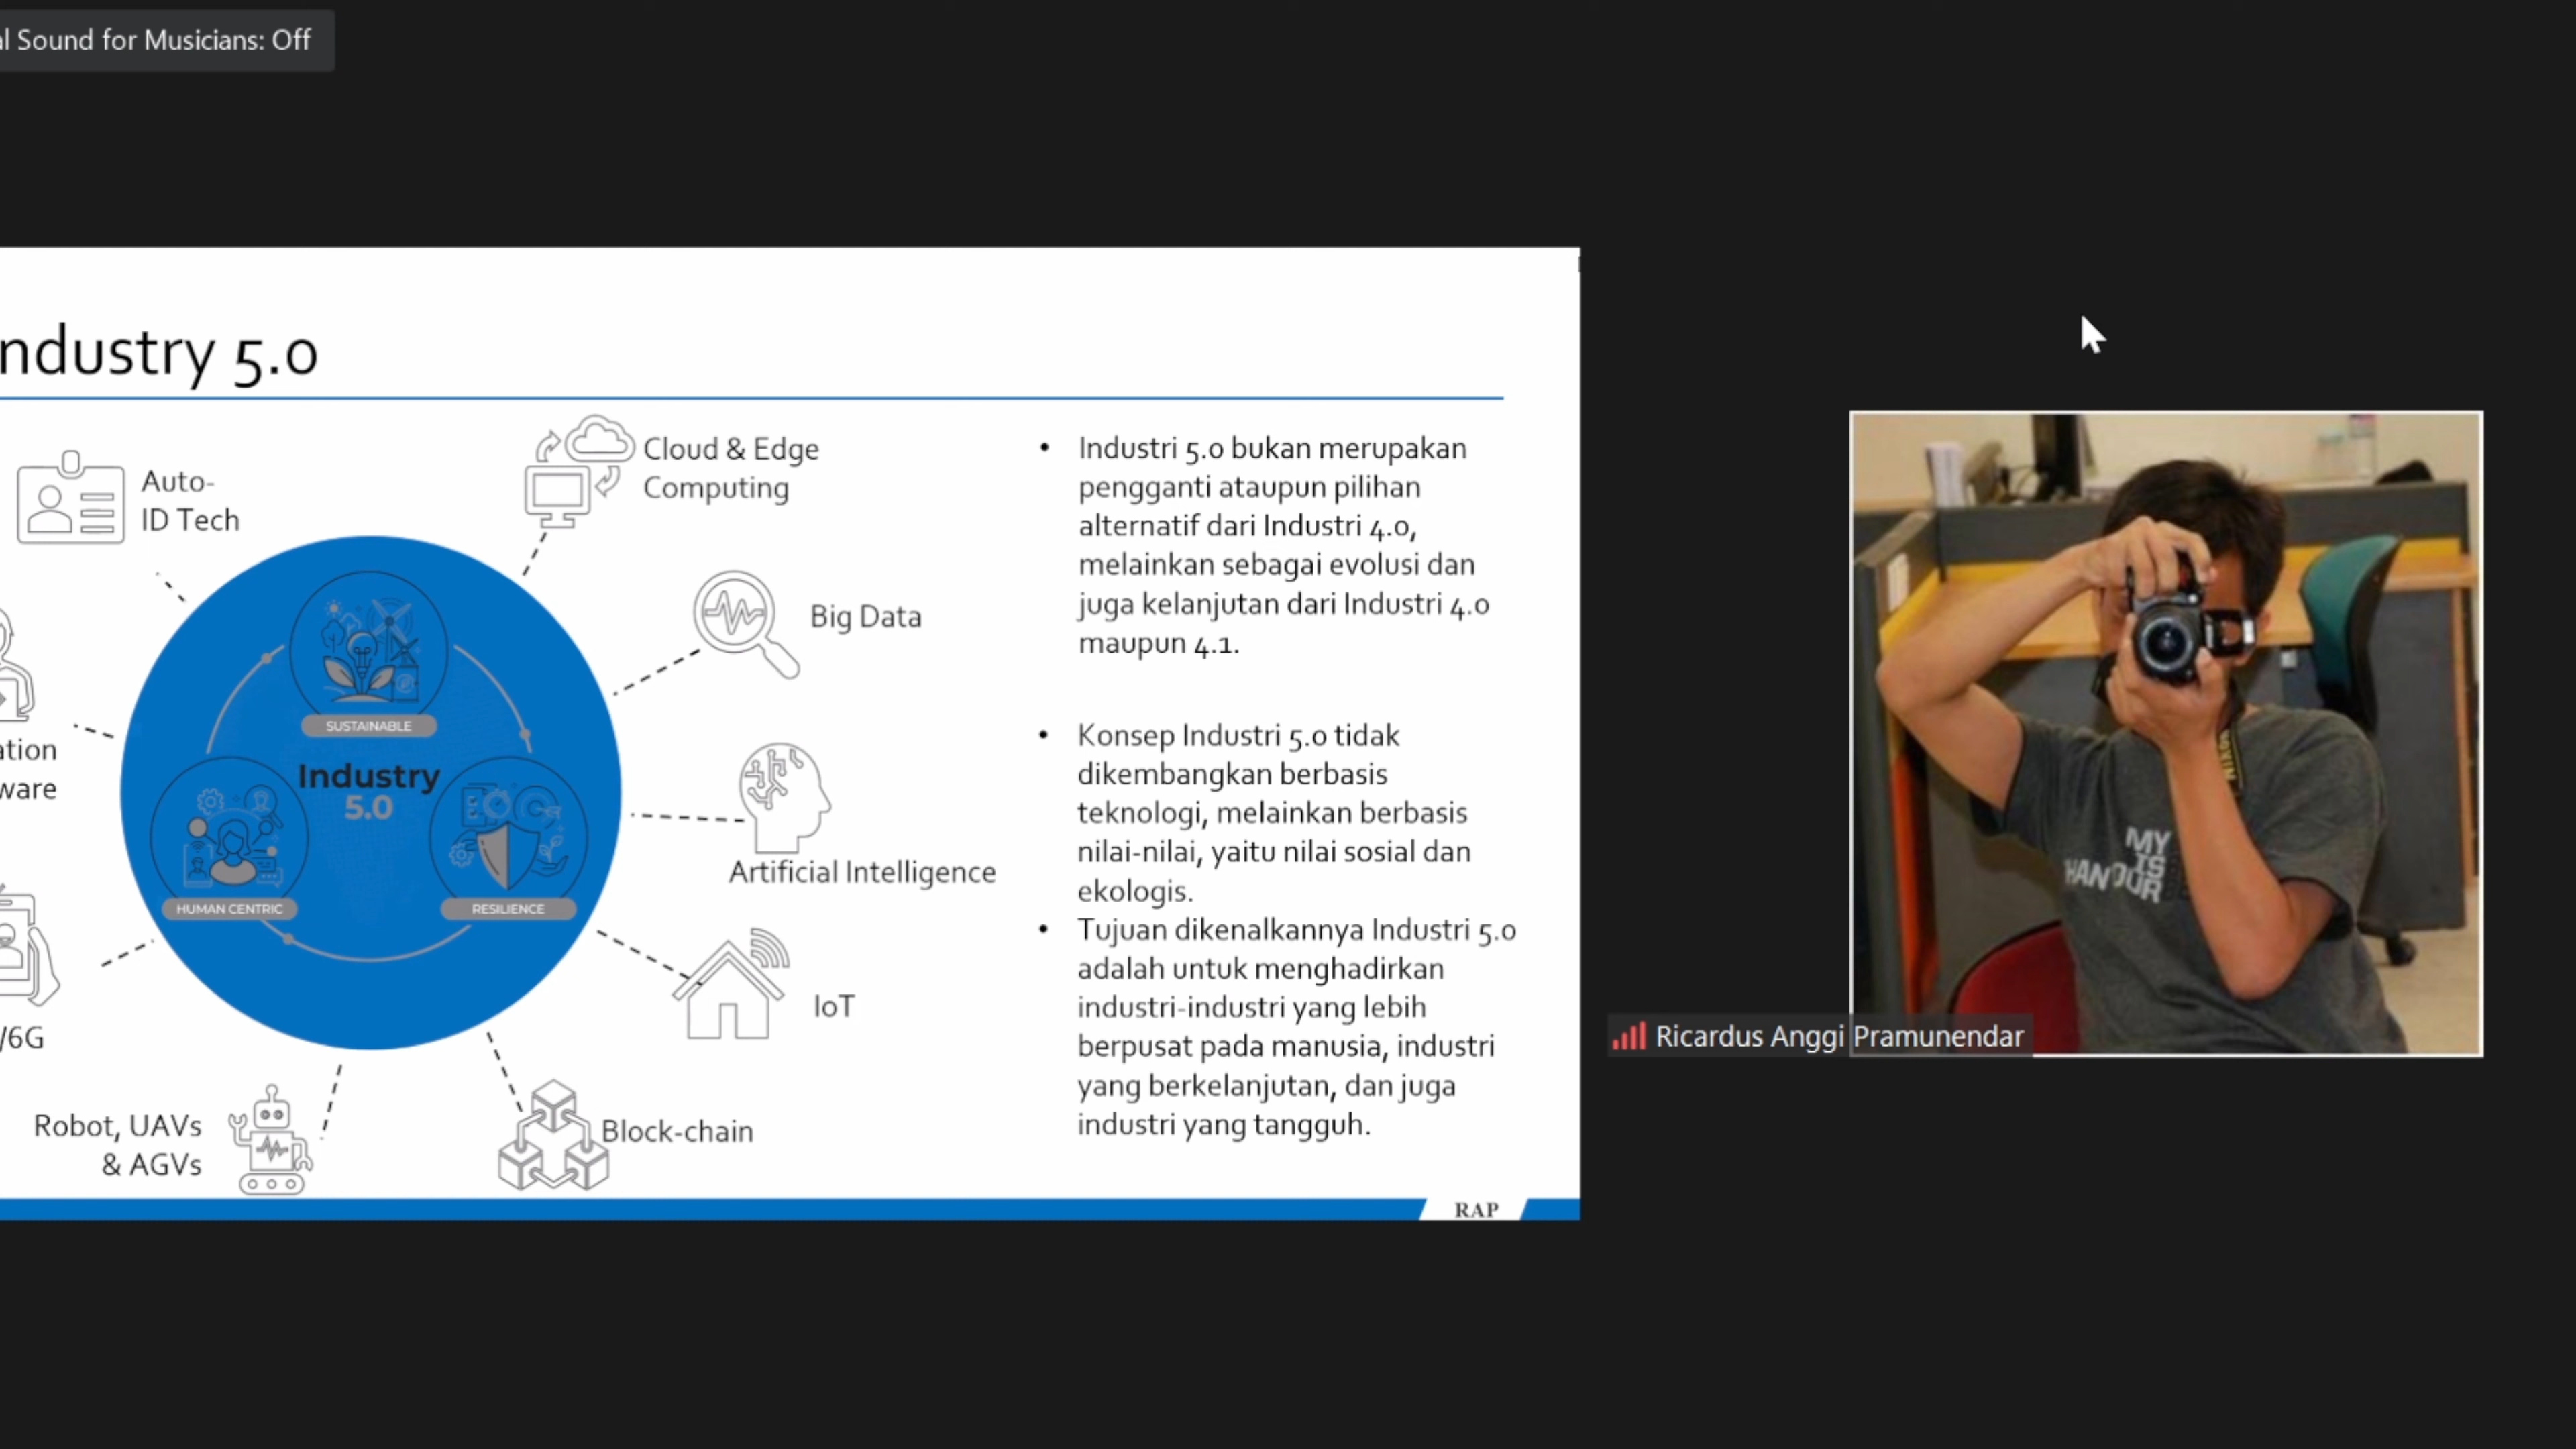 l Sound for Musicians: Off
ndustry 5.0
Auto-
ID Tech
Cloud & Edge
Computing
Big Data
ation
ware
SUSTAINABLE
Industry
5.0
HUMAN CENTRIC
RESILIENCE
Artificial Intelligence
/6G
IoT
Robot, UAVs
& AGVs
Block-chain
• Industri 5.0 bukan merupakan
pengganti ataupun pilihan
alternatif dari Industri 4.0,
melainkan sebagai evolusi dan
juga kelanjutan dari Industri 4.0
maupun 4.1.
• Konsep Industri 5.0 tidak
dikembangkan berbasis
teknologi, melainkan berbasis
nilai-nilai, yaitu nilai sosial dan
ekologis.
• Tujuan dikenalkannya Industri 5.0
adalah untuk menghadirkan
industri-industri yang lebih
berpusat pada manusia, industri
yang berkelanjutan, dan juga
industri yang tangguh.
RAP
NIKON
MY
IS
Ricardus Anggi Pramunendar